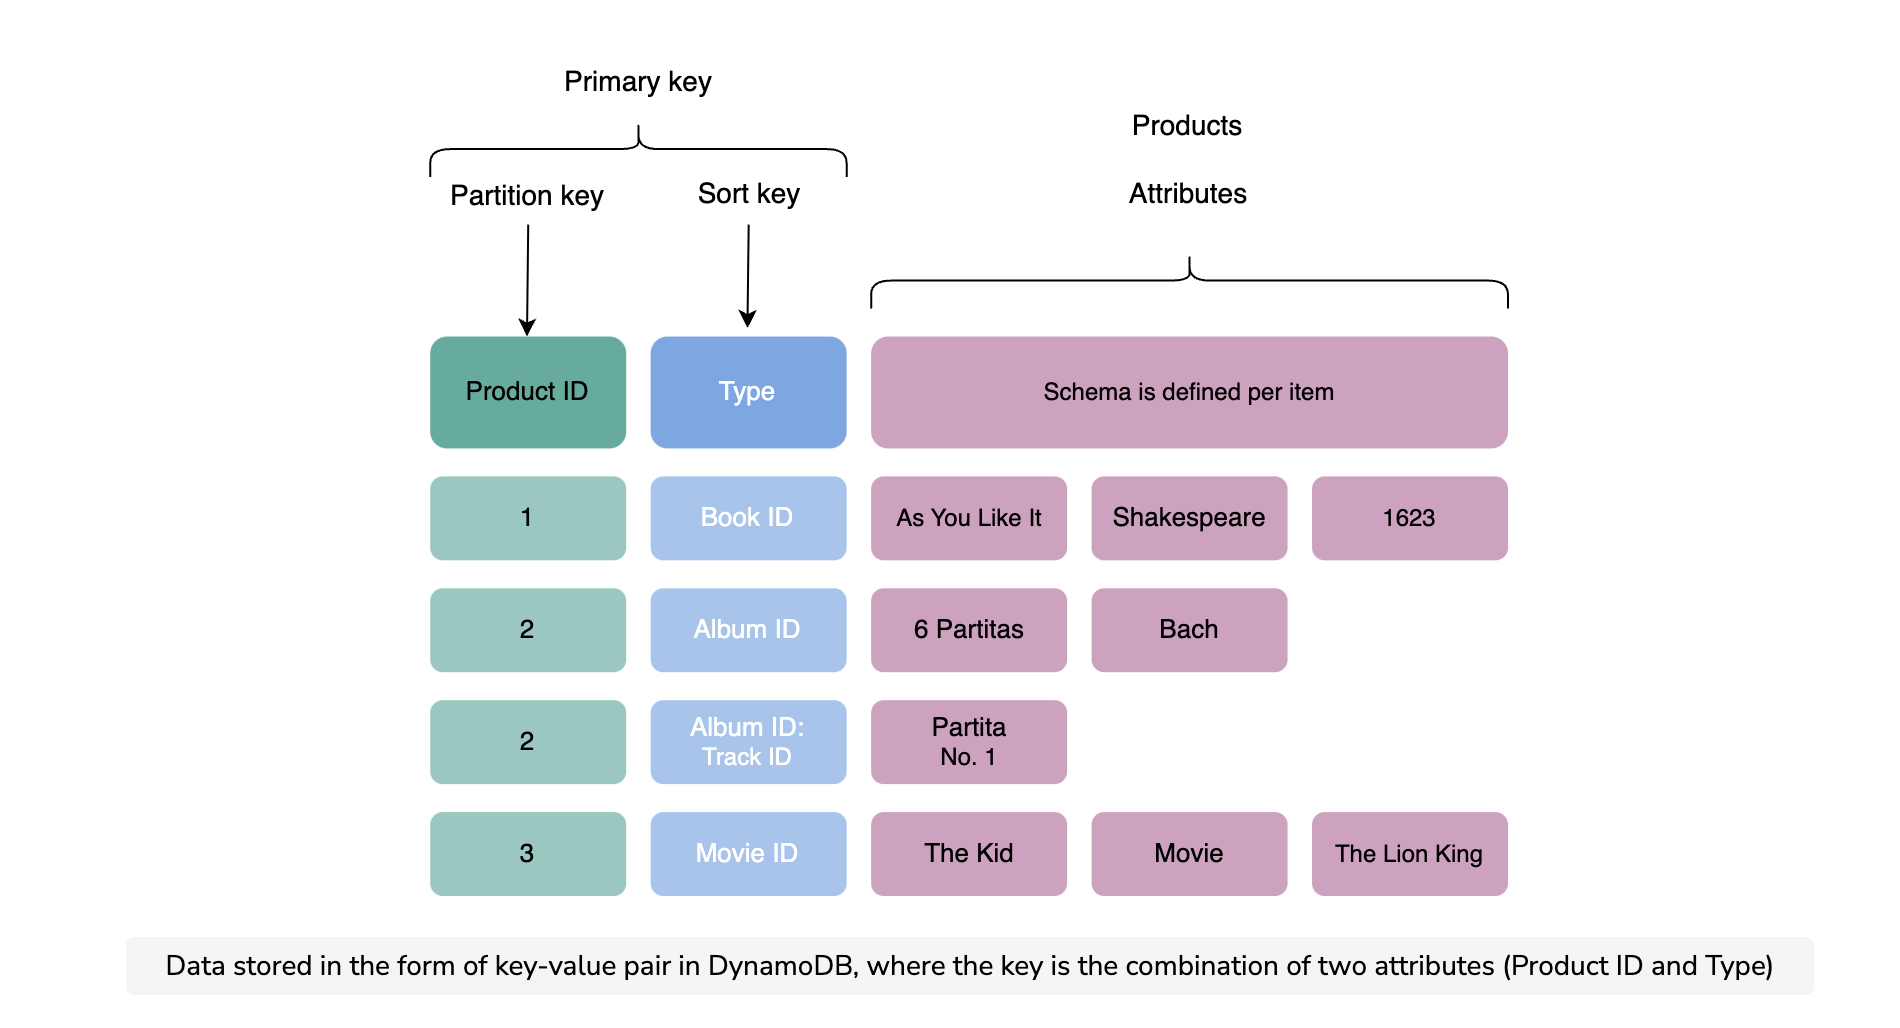 Primary key
Products
Partition key
Sort key
Attributes
Product ID
Type
Schema is defined per item
1
Book ID
As You Like It
Shakespeare
1623
2
Album ID
6 Partitas
Bach
2
Album ID:
Track ID
Partita
No. 1
3
Movie ID
The Kid
Movie
The Lion King
Data stored in the form of key-value pair in DynamoDB, where the key is the combination of two attributes (Product ID and Type)